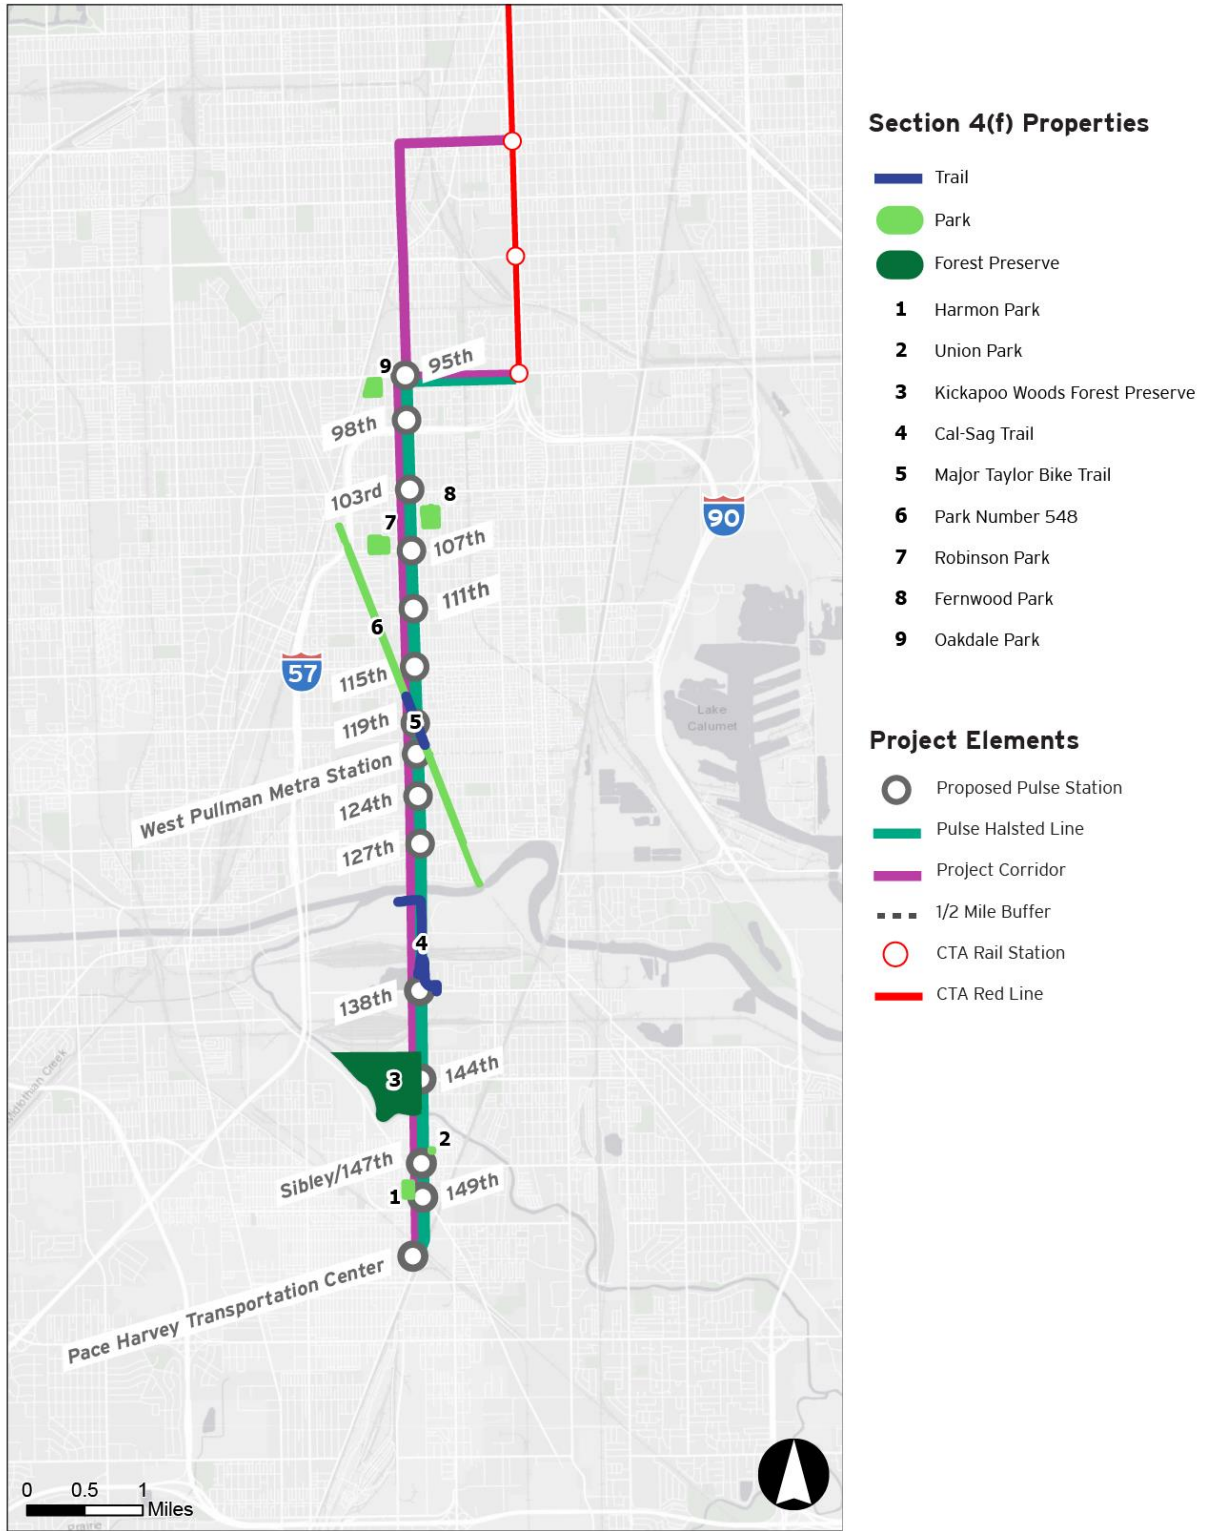 Section 4(f) Properties
Trail
Park
Forest Preserve
1 Harmon Park
2 Union Park
3 Kickapoo Woods Forest Preserve
4 Cal-Sag Trail
5 Major Taylor Bike Trail
6 Park Number 548
7 Robinson Park
8 Fernwood Park
9 Oakdale Park
Project Elements
Proposed Pulse Station
Pulse Halsted Line
Project Corridor
1/2 Mile Buffer
CTA Rail Station
CTA Red Line
9
95th
98th
103rd
8
7
107th
90
111th
6
57
115th
Lake
Calumet
119th
5
West Pullman Metra Station
124th
127th
4
138th
3
144th
2
Sibley/147th
1
149th
Pace Harvey Transportation Center
0 0.5 1
Miles